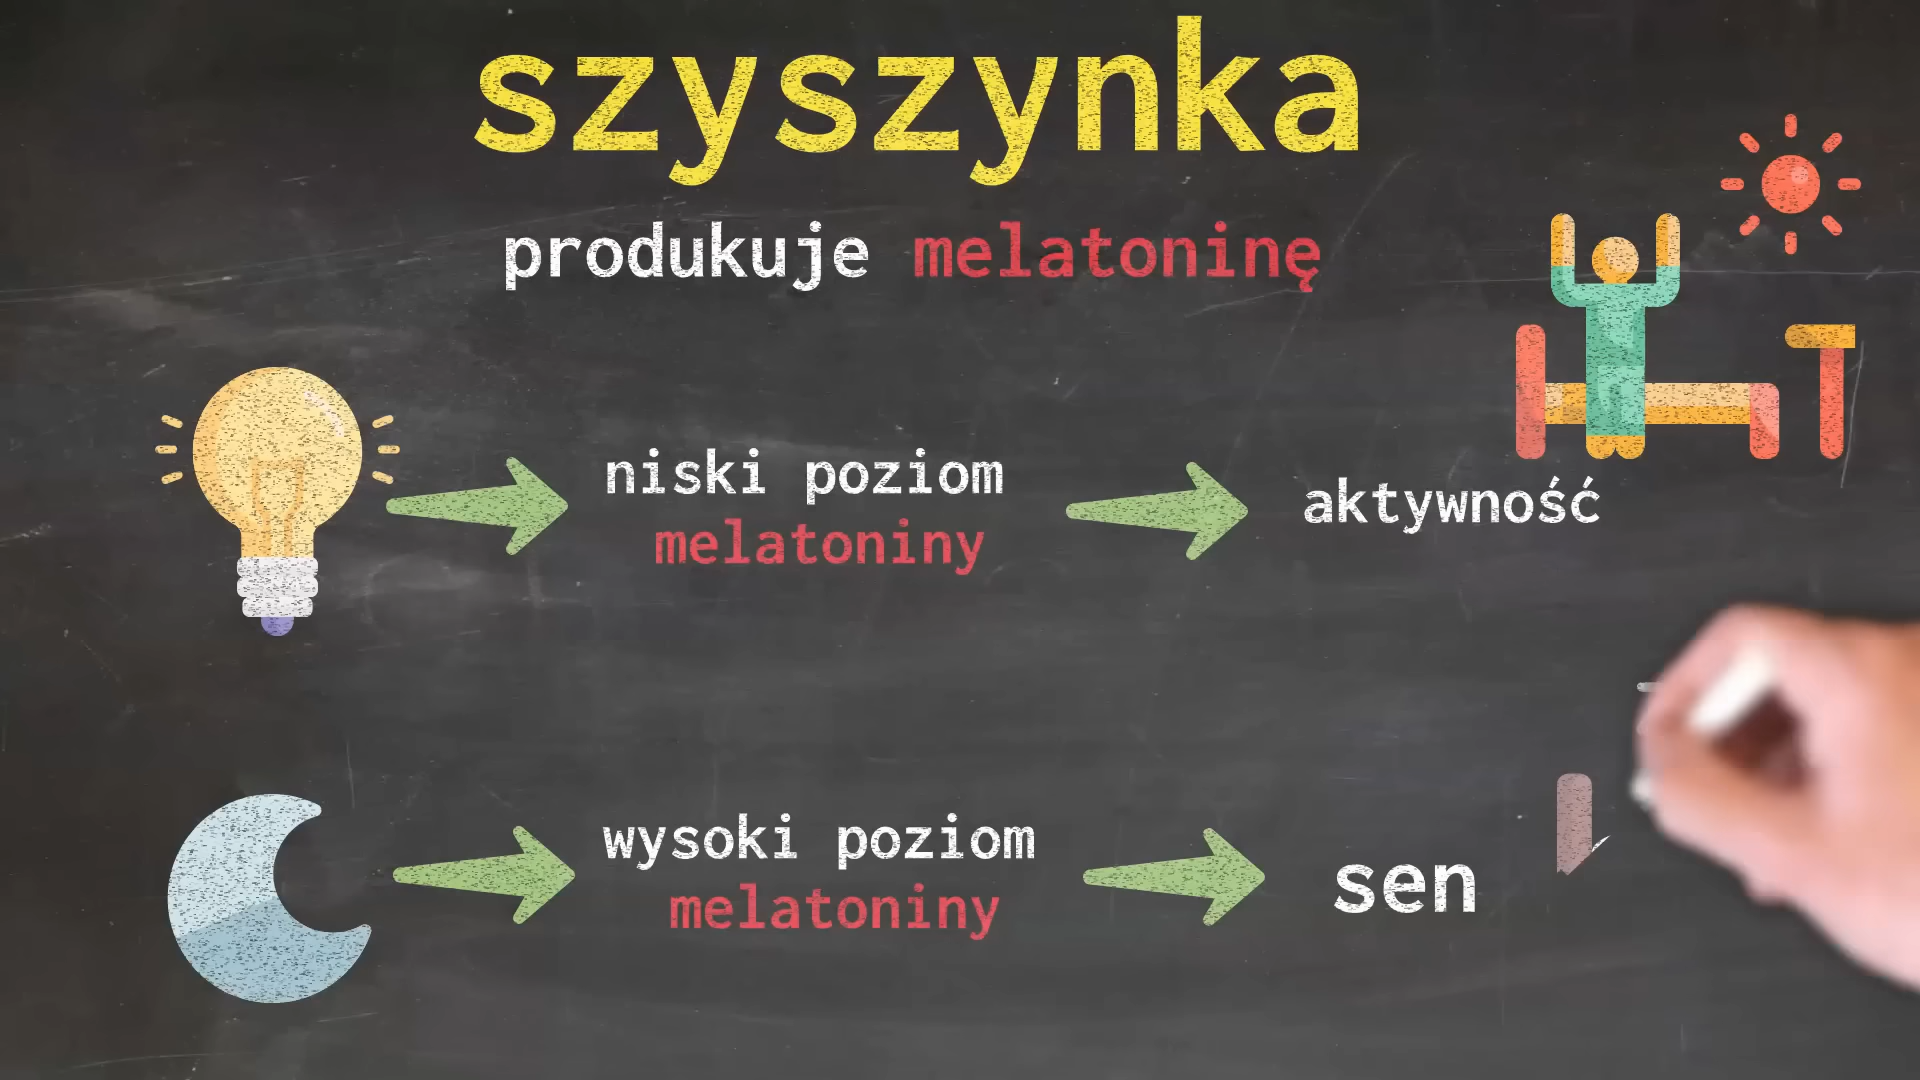 szyszynka
produkuje melatoninę
niski poziom
melatoniny
aktywność
wysoki poziom
melatoniny
sen